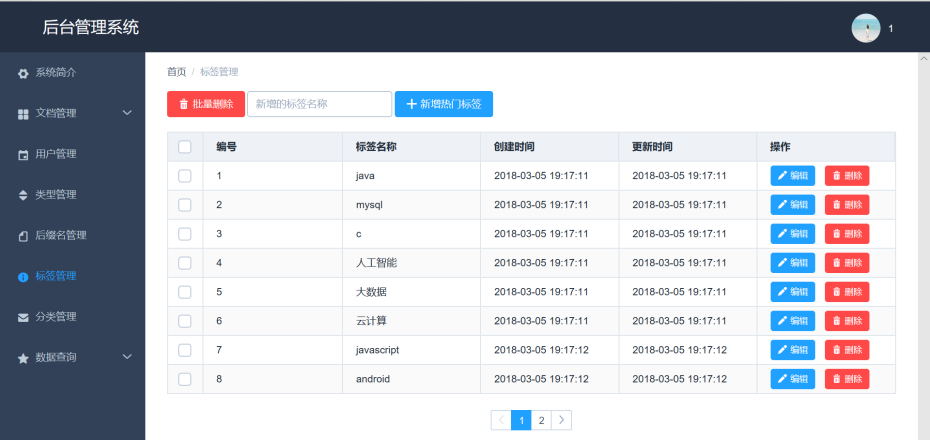 后台管理系统 1
系统简介
文档管理
用户管理
类型管理
后缀名管理
标签管理
分类管理
数据查询
首页 / 标签管理
批量删除 新增的标签名称 新增热门标签
编号 标签名称 创建时间 更新时间 操作
1 java 2018-03-05 19:17:11 2018-03-05 19:17:11 编辑 删除
2 mysql 2018-03-05 19:17:11 2018-03-05 19:17:11 编辑 删除
3 c 2018-03-05 19:17:11 2018-03-05 19:17:11 编辑 删除
4 人工智能 2018-03-05 19:17:11 2018-03-05 19:17:11 编辑 删除
5 大数据 2018-03-05 19:17:11 2018-03-05 19:17:11 编辑 删除
6 云计算 2018-03-05 19:17:11 2018-03-05 19:17:11 编辑 删除
7 javascript 2018-03-05 19:17:12 2018-03-05 19:17:12 编辑 删除
8 android 2018-03-05 19:17:12 2018-03-05 19:17:12 编辑 删除
1 2